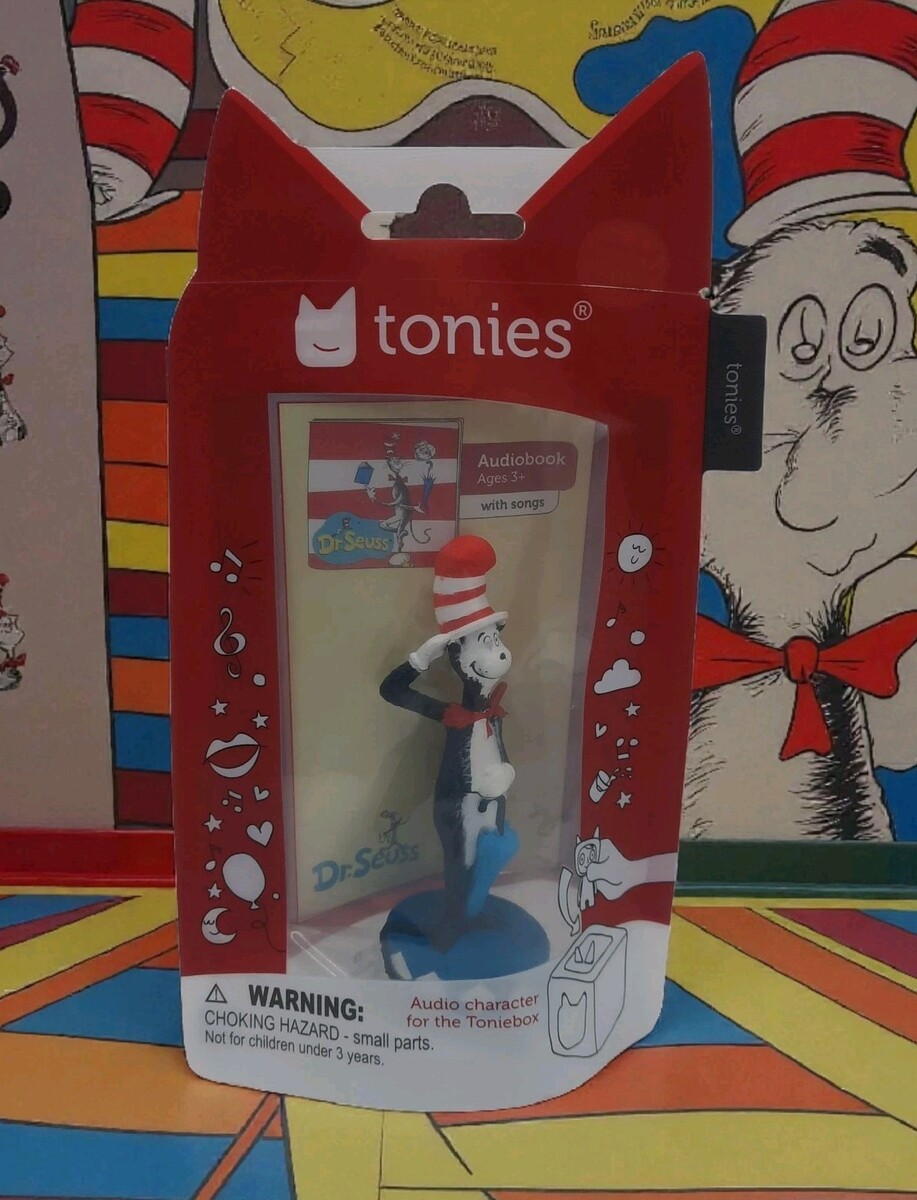 tonies®
tonies®
Audiobook
Ages 3+
with songs
Dr. Seuss
Dr. Seuss
WARNING:
CHOKING HAZARD - small parts.
Not for children under 3 years.
Audio character
for the Toniebox